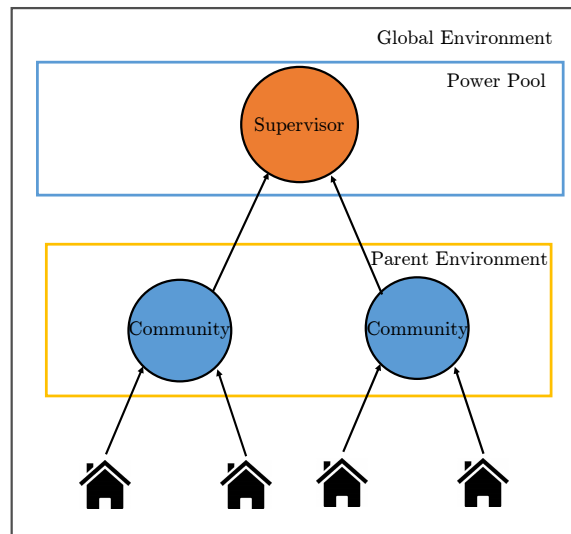 Global Environment
Power Pool
Supervisor
Parent Environment
Community
Community